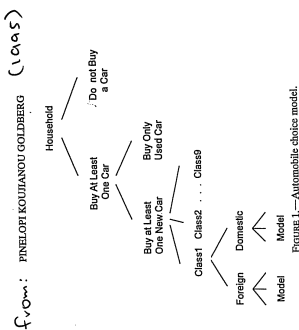 from: PINELOPI KOUJIANOU GOLDBERG (1995)
Household
Buy At Least
One Car
Do not Buy
a Car
Buy at Least
One New Car
Buy Only
Used Car
Class1 Class2 . . . Class9
Foreign
Domestic
Model
Model
FIGURE 1.—Automobile choice model.